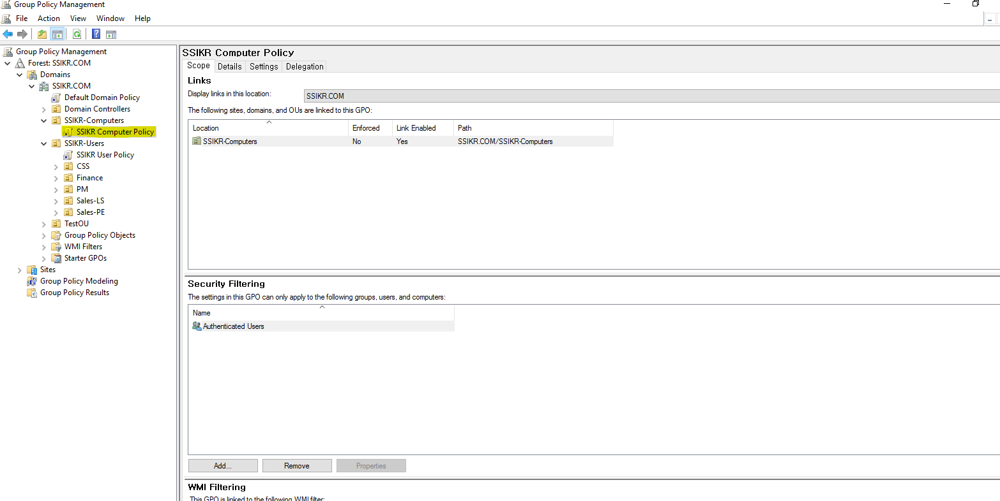 Group Policy Management
File Action View Window Help
Group Policy Management
Forest: SSIKR.COM
Domains
SSIKR.COM
Default Domain Policy
Domain Controllers
SSIKR-Computers
SSIKR Computer Policy
SSIKR-Users
SSIKR User Policy
CSS
Finance
PM
Sales-LS
Sales-PE
TestOU
Group Policy Objects
WMI Filters
Starter GPOs
Sites
Group Policy Modeling
Group Policy Results
SSIKR Computer Policy
Scope Details Settings Delegation
Links
Display links in this location: SSIKR.COM
The following sites, domains, and OUs are linked to this GPO:
Location Enforced Link Enabled Path
SSIKR-Computers No Yes SSIKR.COM/SSIKR-Computers
Security Filtering
The settings in this GPO can only apply to the following groups, users, and computers:
Name
Authenticated Users
Add... Remove Properties
WMI Filtering
This GPO is linked to the following WMI filter: